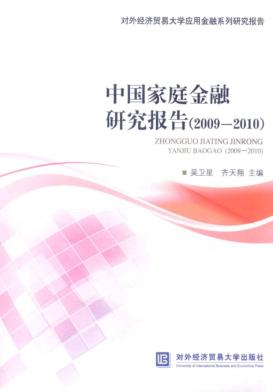 对外经济贸易大学应用金融系列研究报告
中国家庭金融
研究报告(2009—2010)
ZHONGGUO JIATING JINRONG
YANJIU BAOGAO (2009—2010)
吴卫星 齐天翔 主编
对外经济贸易大学出版社
University of International Business and Economics Press